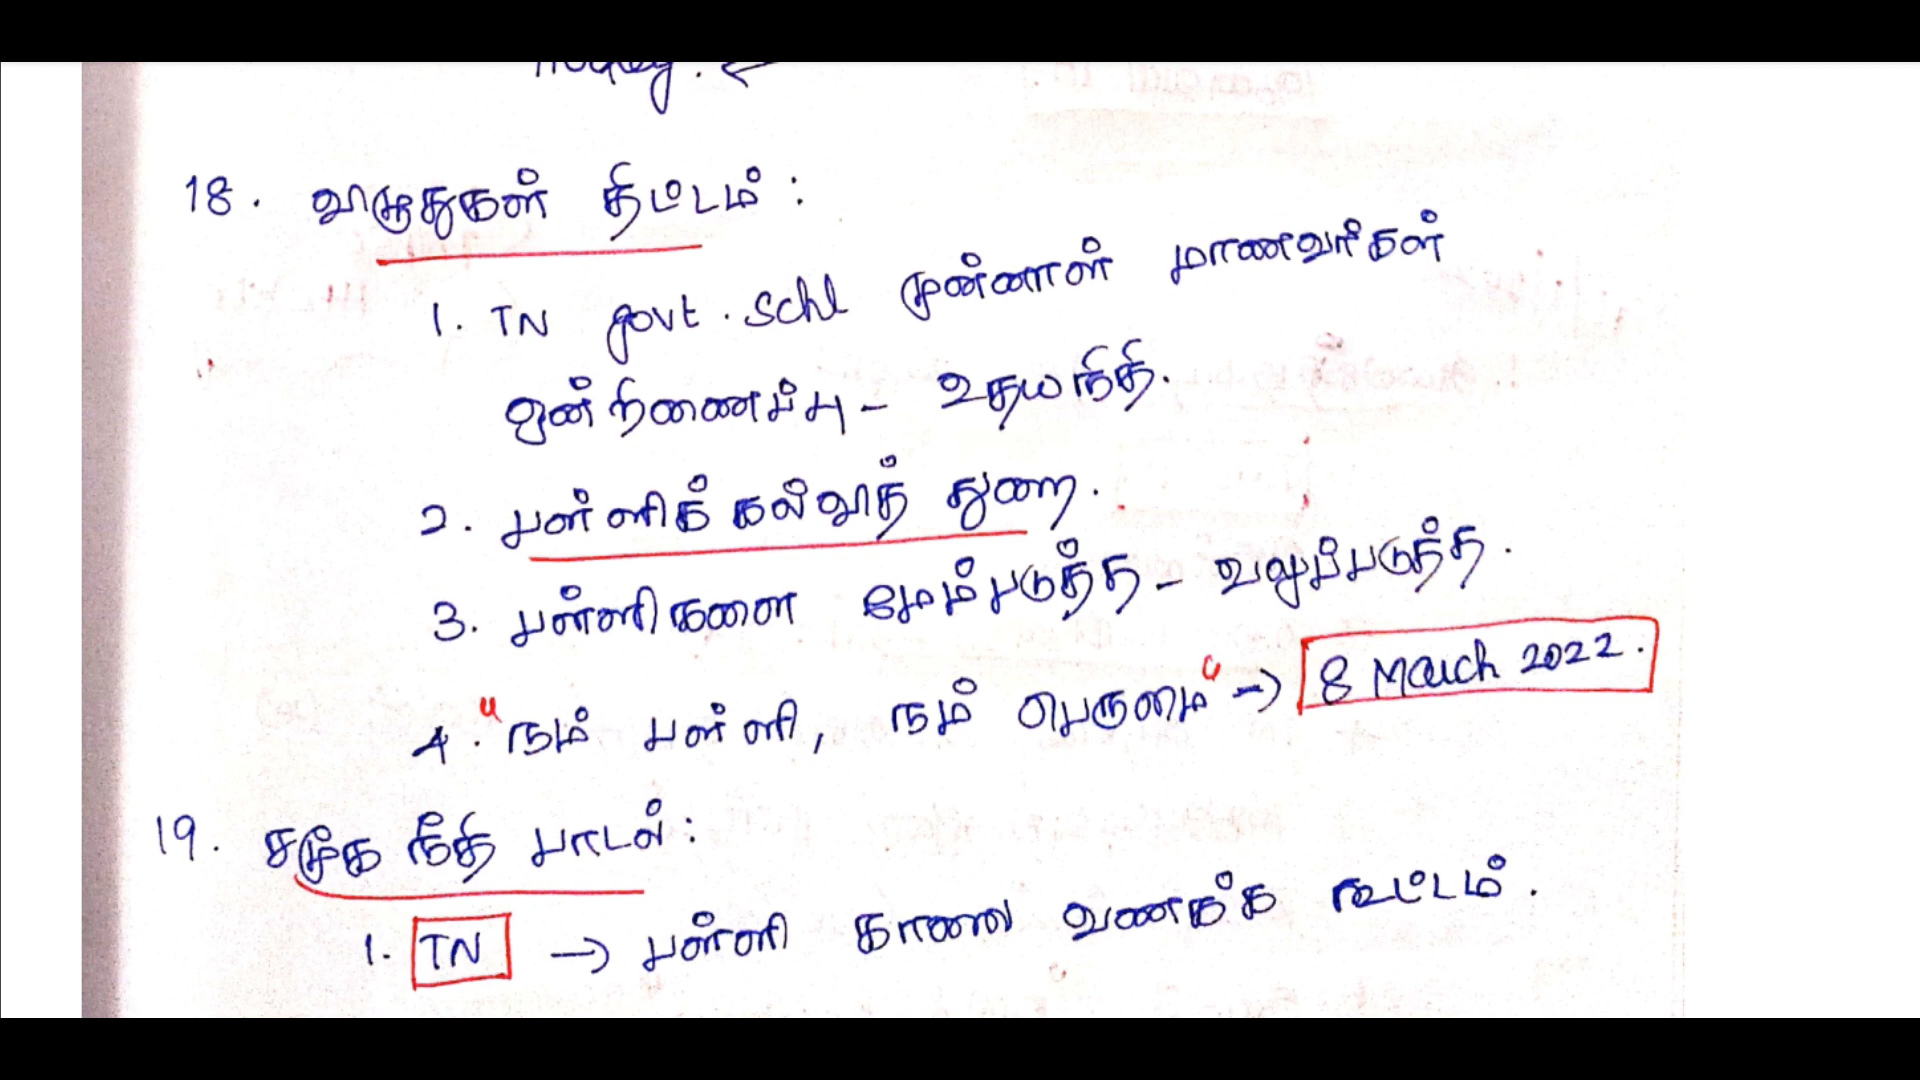 18. விழுதுகள் திட்டம் :
1. TN govt. schl முன்னாள் மாணவர்கள்
ஒன்றிணைப்பு – உதயநிதி.
2. பள்ளிக் கல்வித் துறை.
3. பள்ளிகளை மேம்படுத்த – வலுப்படுத்த.
4. "நம் பள்ளி, நம் பெருமை" → 8 March 2022.
19. சமூக நீதி பாடல் :
1. TN → பள்ளி காலை வணக்க கூட்டம்.